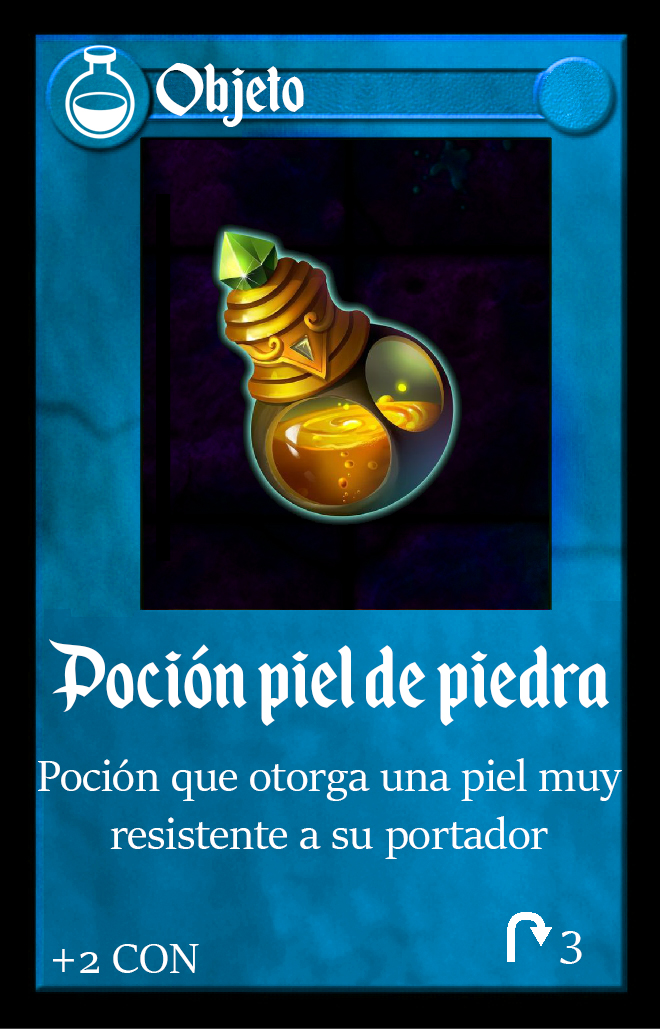 Objeto
Poción piel de piedra
Poción que otorga una piel muy
resistente a su portador
+2 CON
3